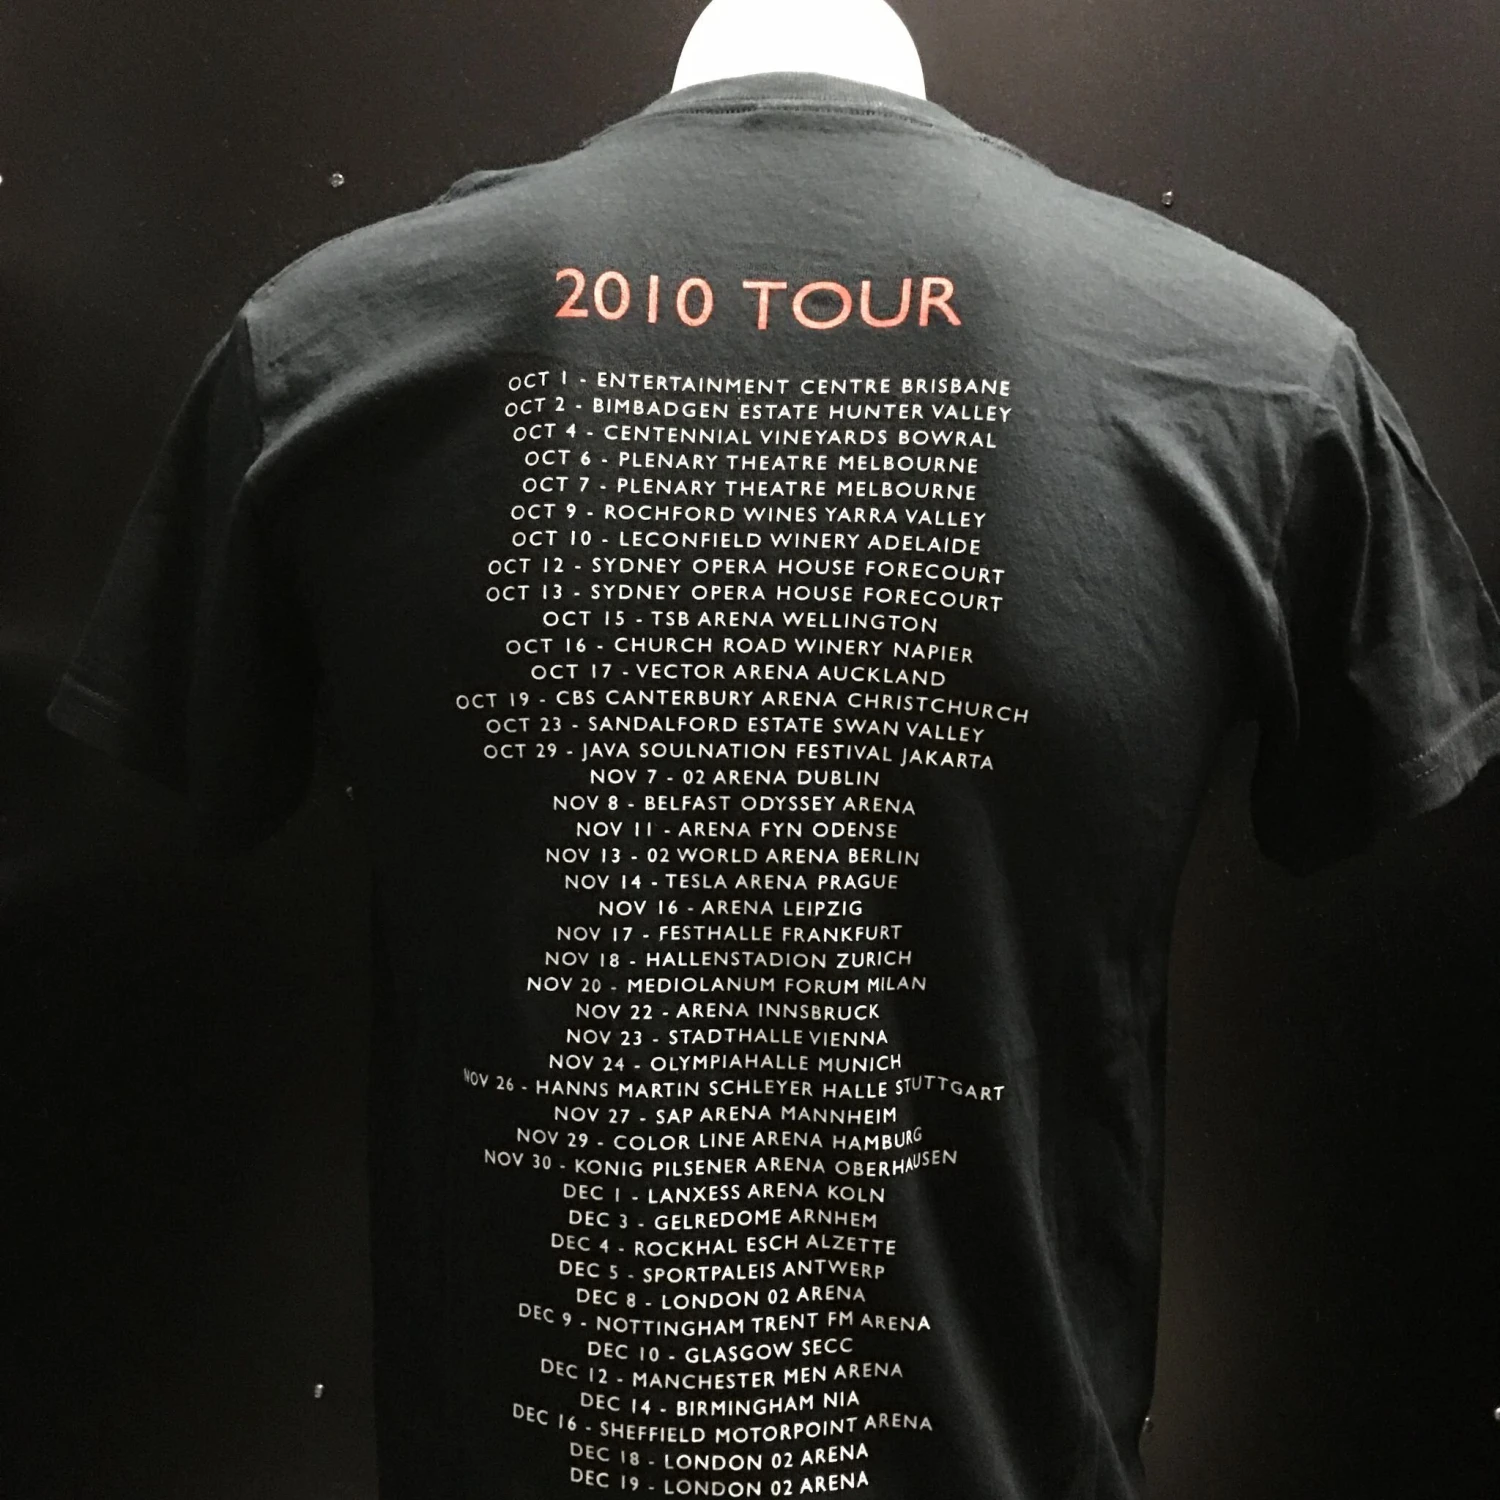 2010 TOUR
OCT 1 - ENTERTAINMENT CENTRE BRISBANE
OCT 2 - BIMBADGEN ESTATE HUNTER VALLEY
OCT 4 - CENTENNIAL VINEYARDS BOWRAL
OCT 6 - PLENARY THEATRE MELBOURNE
OCT 7 - PLENARY THEATRE MELBOURNE
OCT 9 - ROCHFORD WINES YARRA VALLEY
OCT 10 - LECONFIELD WINERY ADELAIDE
OCT 12 - SYDNEY OPERA HOUSE FORECOURT
OCT 13 - SYDNEY OPERA HOUSE FORECOURT
OCT 15 - TSB ARENA WELLINGTON
OCT 16 - CHURCH ROAD WINERY NAPIER
OCT 17 - VECTOR ARENA AUCKLAND
OCT 19 - CBS CANTERBURY ARENA CHRISTCHURCH
OCT 23 - SANDALFORD ESTATE SWAN VALLEY
OCT 29 - JAVA SOULNATION FESTIVAL JAKARTA
NOV 7 - 02 ARENA DUBLIN
NOV 8 - BELFAST ODYSSEY ARENA
NOV 11 - ARENA FYN ODENSE
NOV 13 - 02 WORLD ARENA BERLIN
NOV 14 - TESLA ARENA PRAGUE
NOV 16 - ARENA LEIPZIG
NOV 17 - FESTHALLE FRANKFURT
NOV 18 - HALLENSTADION ZURICH
NOV 20 - MEDIOLANUM FORUM MILAN
NOV 22 - ARENA INNSBRUCK
NOV 23 - STADTHALLE VIENNA
NOV 24 - OLYMPIAHALLE MUNICH
NOV 26 - HANNS MARTIN SCHLEYER HALLE STUTTGART
NOV 27 - SAP ARENA MANNHEIM
NOV 29 - COLOR LINE ARENA HAMBURG
NOV 30 - KONIG PILSENER ARENA OBERHAUSEN
DEC 1 - LANXESS ARENA KOLN
DEC 3 - GELREDOME ARNHEM
DEC 4 - ROCKHAL ESCH ALZETTE
DEC 5 - SPORTPALEIS ANTWERP
DEC 8 - LONDON 02 ARENA
DEC 9 - NOTTINGHAM TRENT FM ARENA
DEC 10 - GLASGOW SECC
DEC 12 - MANCHESTER MEN ARENA
DEC 14 - BIRMINGHAM NIA
DEC 16 - SHEFFIELD MOTORPOINT ARENA
DEC 18 - LONDON 02 ARENA
DEC 19 - LONDON 02 ARENA